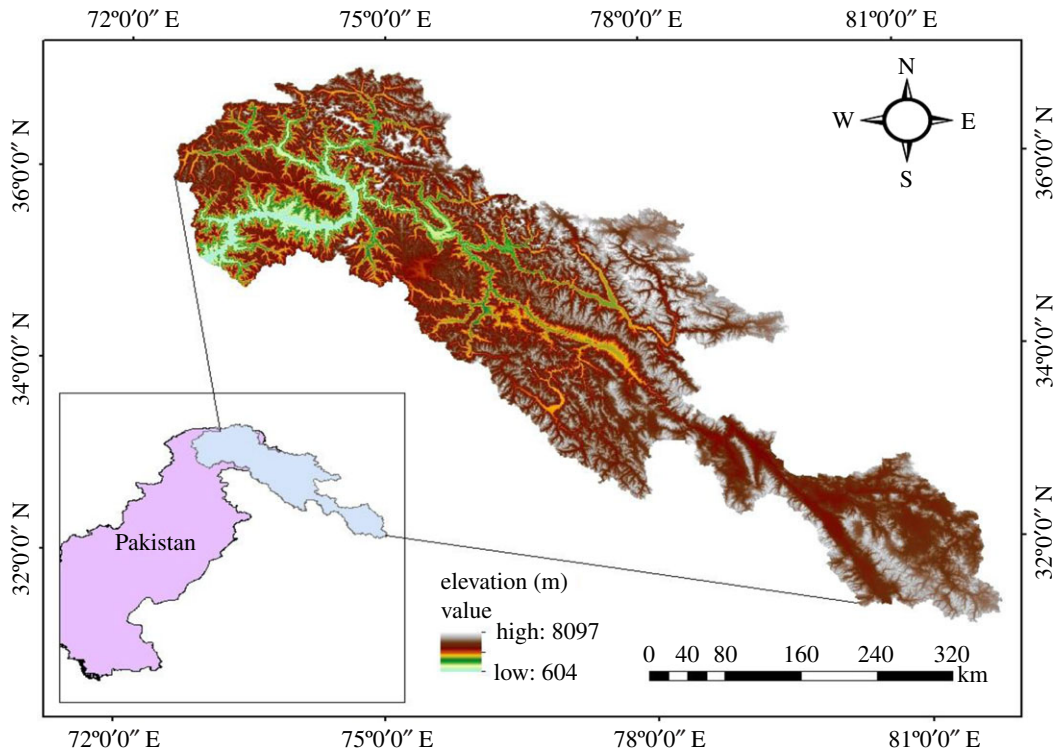 72º0′0″ E 75º0′0″ E 78º0′0″ E 81º0′0″ E
N
W E
S
36º0′0″ N
36º0′0″ N
34º0′0″ N
34º0′0″ N
32º0′0″ N
32º0′0″ N
Pakistan
elevation (m)
value
high: 8097
low: 604
0 40 80 160 240 320
km
72º0′0″ E 75º0′0″ E 78º0′0″ E 81º0′0″ E